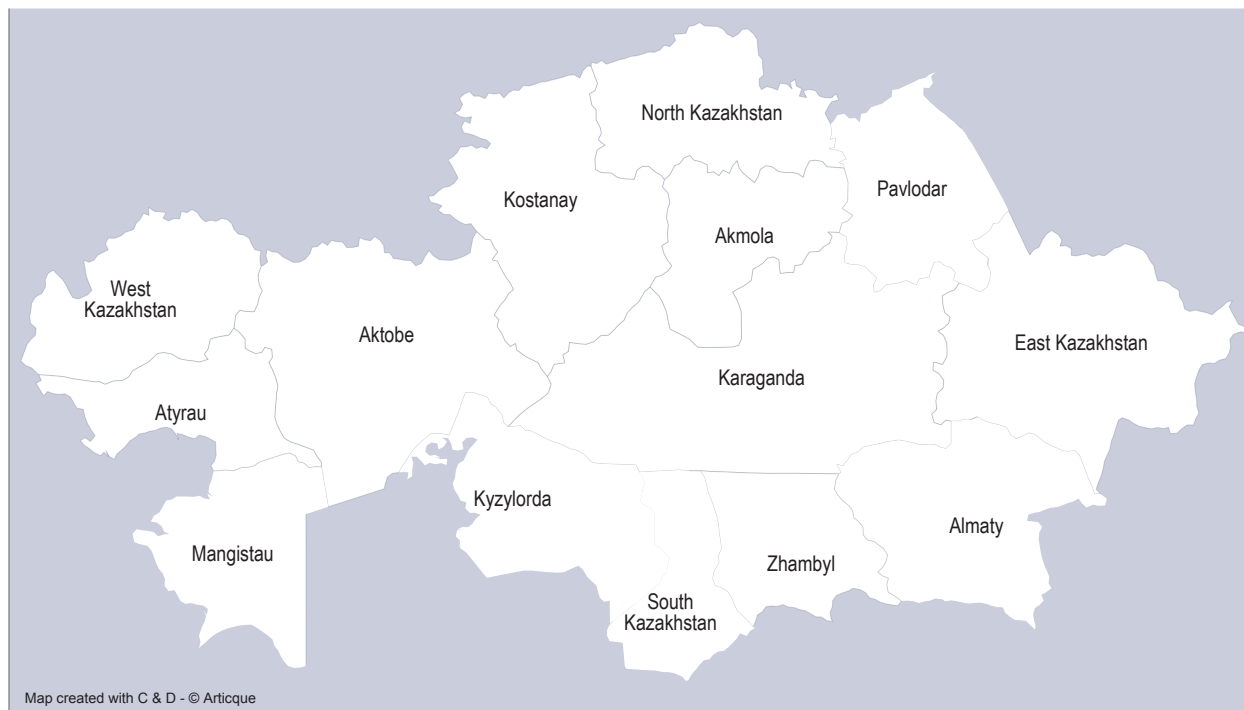 North Kazakhstan
Pavlodar
Kostanay
Akmola
West
Kazakhstan
Aktobe
East Kazakhstan
Karaganda
Atyrau
Kyzylorda
Almaty
Mangistau
Zhambyl
South
Kazakhstan
Map created with C & D - © Articque